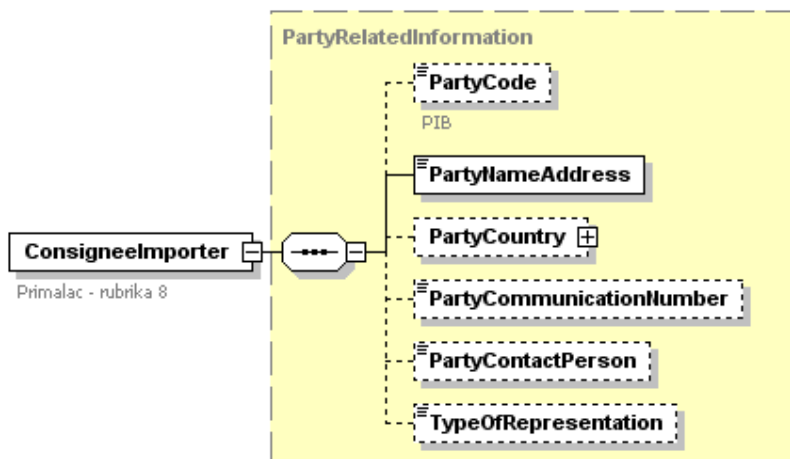 PartyRelatedInformation
PartyCode
PIB
PartyNameAddress
ConsigneeImporter
Primalac - rubrika 8
PartyCountry
PartyCommunicationNumber
PartyContactPerson
TypeOfRepresentation